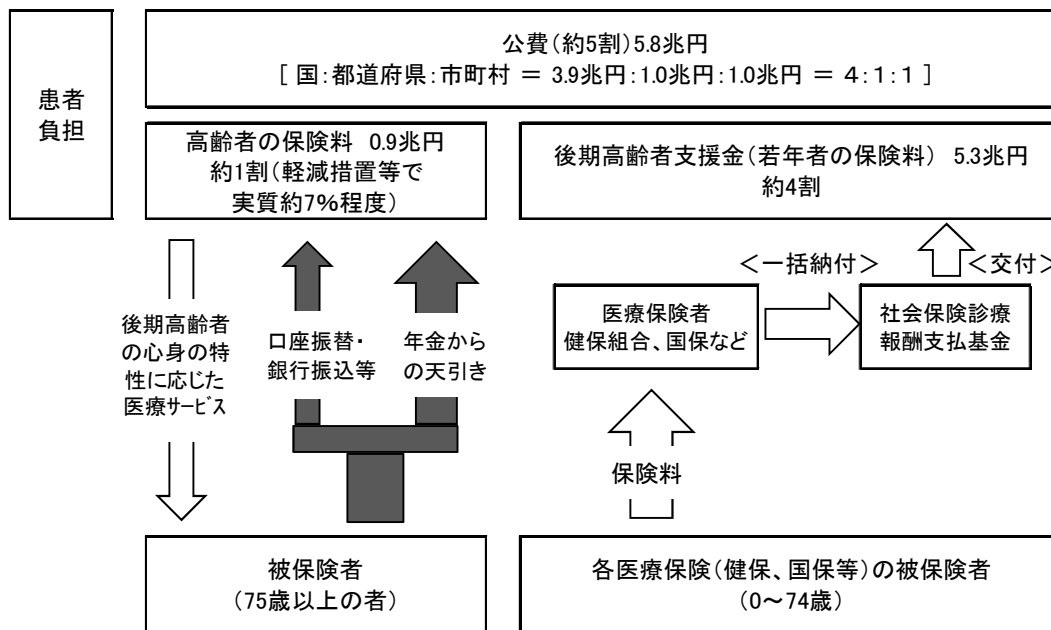 公費(約5割)5.8兆円
[ 国:都道府県:市町村 = 3.9兆円:1.0兆円:1.0兆円 = 4:1:1 ]
患者
負担
高齢者の保険料 0.9兆円
約1割(軽減措置等で
実質約7%程度)
後期高齢者支援金(若年者の保険料) 5.3兆円
約4割
<一括納付>
<交付>
後期高齢者
の心身の特
性に応じた
医療サービス
口座振替・
銀行振込等
年金から
の天引き
医療保険者
健保組合、国保など
社会保険診療
報酬支払基金
保険料
被保険者
(75歳以上の者)
各医療保険(健保、国保等)の被保険者
(0~74歳)